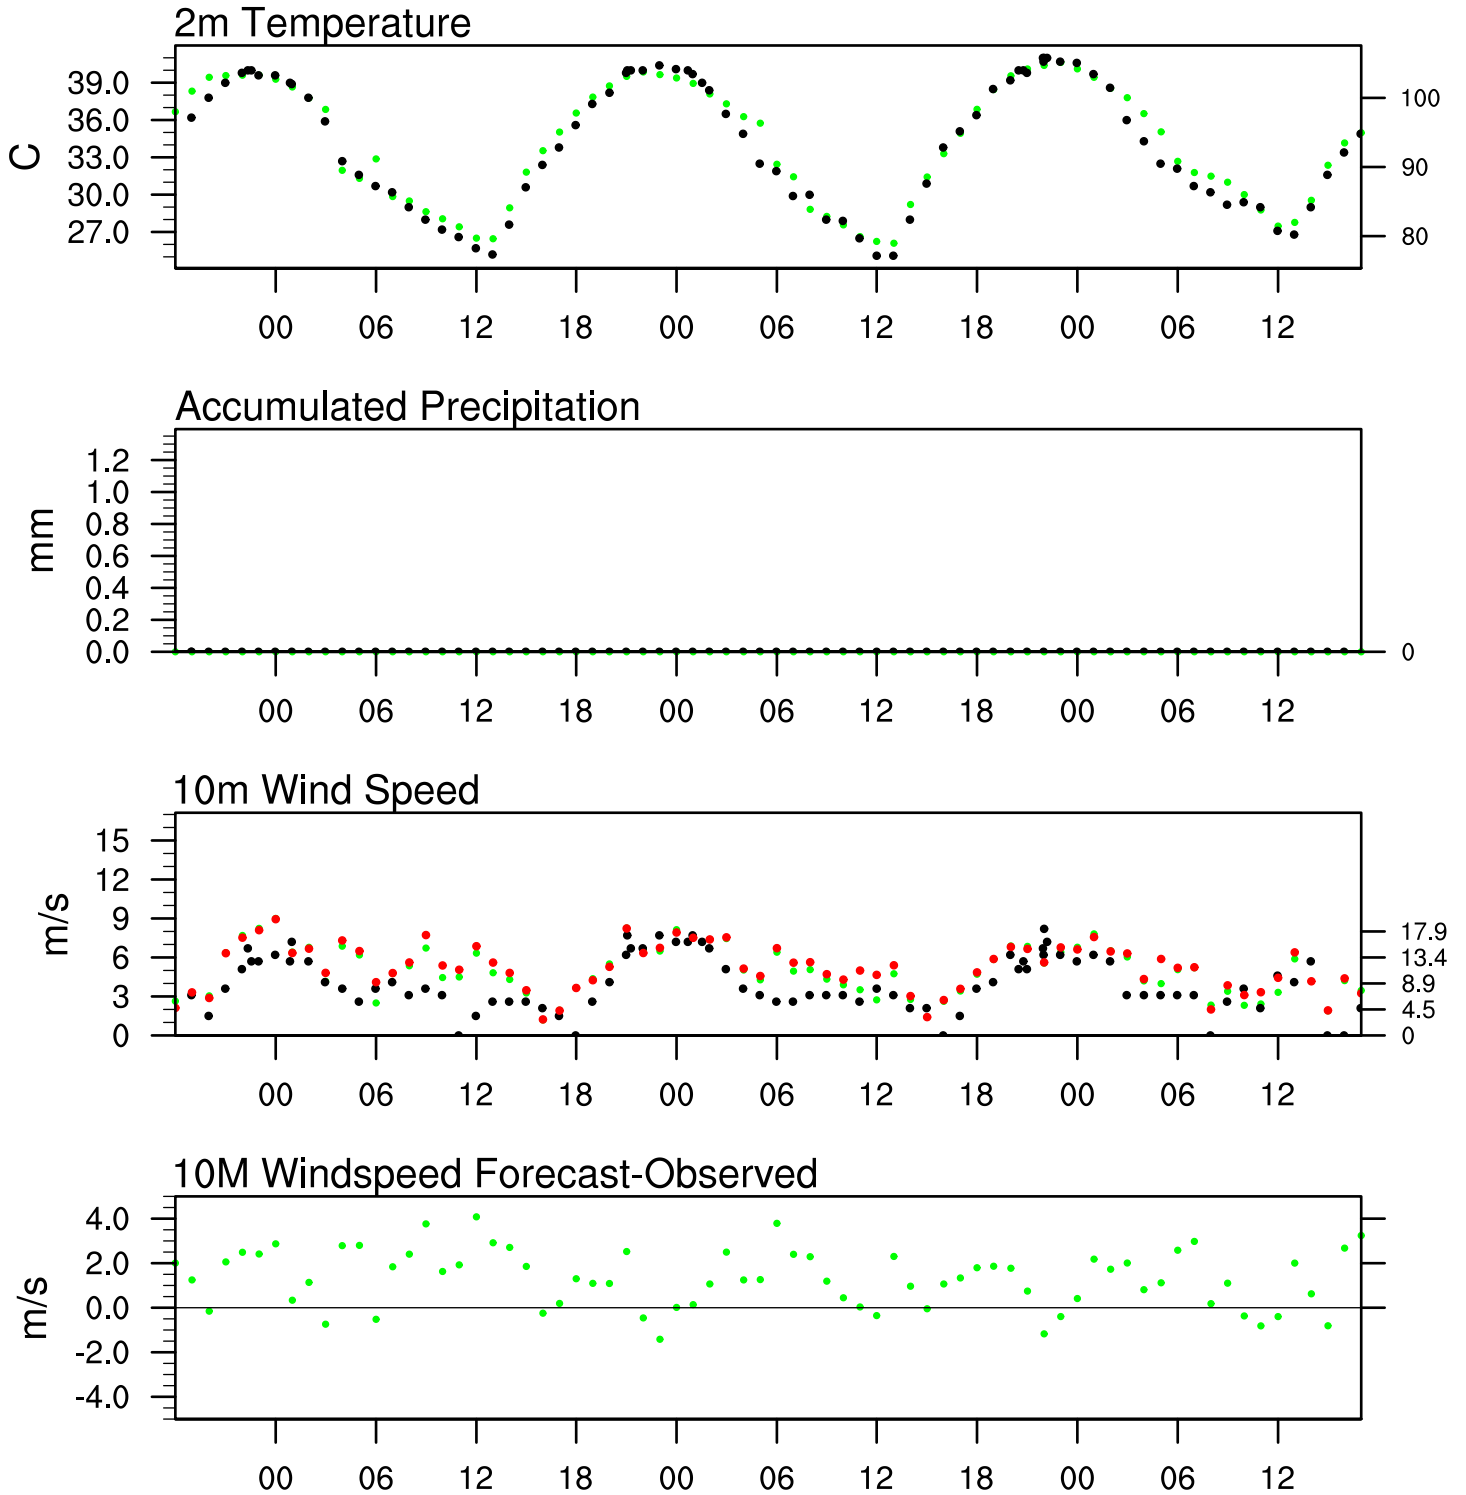 2m Temperature
C
39.0
36.0
33.0
30.0
27.0
100
90
80
00 06 12 18 00 06 12 18 00 06 12
Accumulated Precipitation
mm
1.2
1.0
0.8
0.6
0.4
0.2
0.0
0
00 06 12 18 00 06 12 18 00 06 12
10m Wind Speed
m/s
15
12
9
6
3
0
17.9
13.4
8.9
4.5
0
00 06 12 18 00 06 12 18 00 06 12
10M Windspeed Forecast-Observed
m/s
4.0
2.0
0.0
-2.0
-4.0
00 06 12 18 00 06 12 18 00 06 12